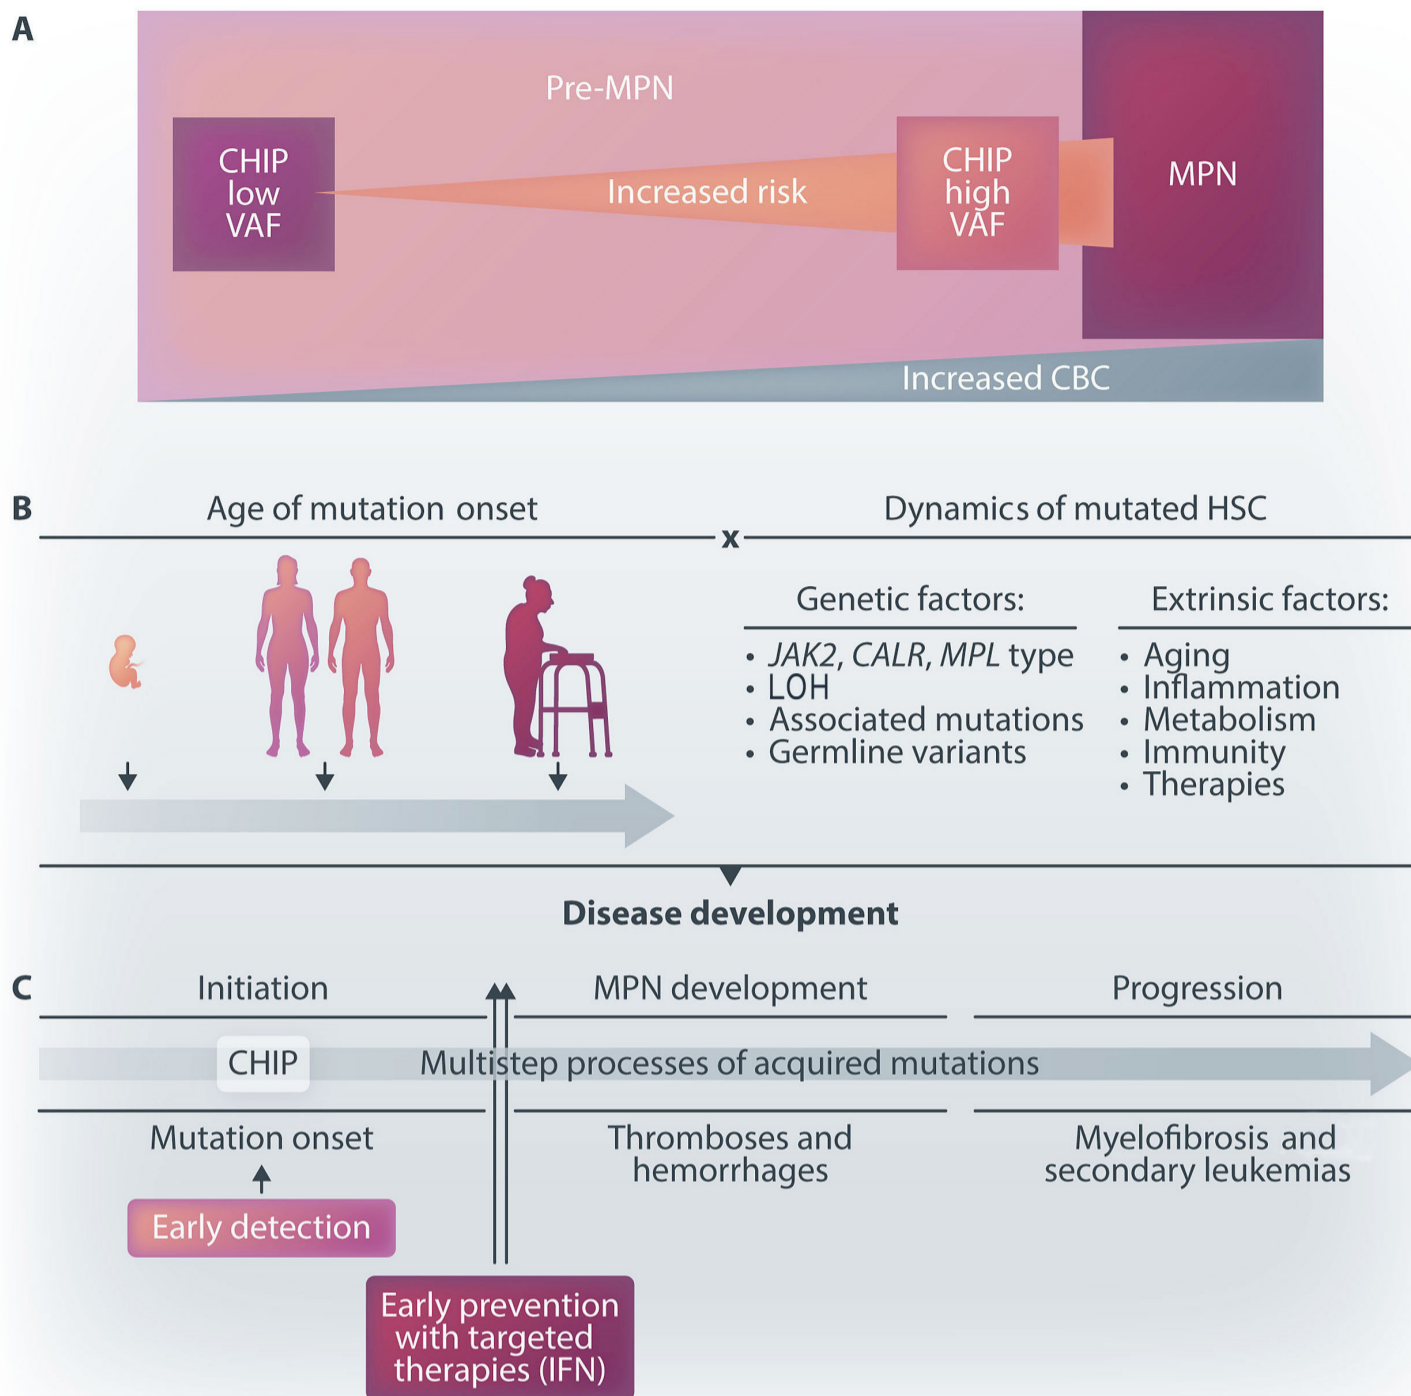 A
Pre-MPN
CHIP
low
VAF
Increased risk
CHIP
high
VAF
MPN
Increased CBC
B
Age of mutation onset
x
Dynamics of mutated HSC
Genetic factors:
• JAK2, CALR, MPL type
• LOH
• Associated mutations
• Germline variants
Extrinsic factors:
• Aging
• Inflammation
• Metabolism
• Immunity
• Therapies
Disease development
C
Initiation
MPN development
Progression
CHIP
Multistep processes of acquired mutations
Mutation onset
Thromboses and
hemorrhages
Myelofibrosis and
secondary leukemias
Early detection
Early prevention
with targeted
therapies (IFN)